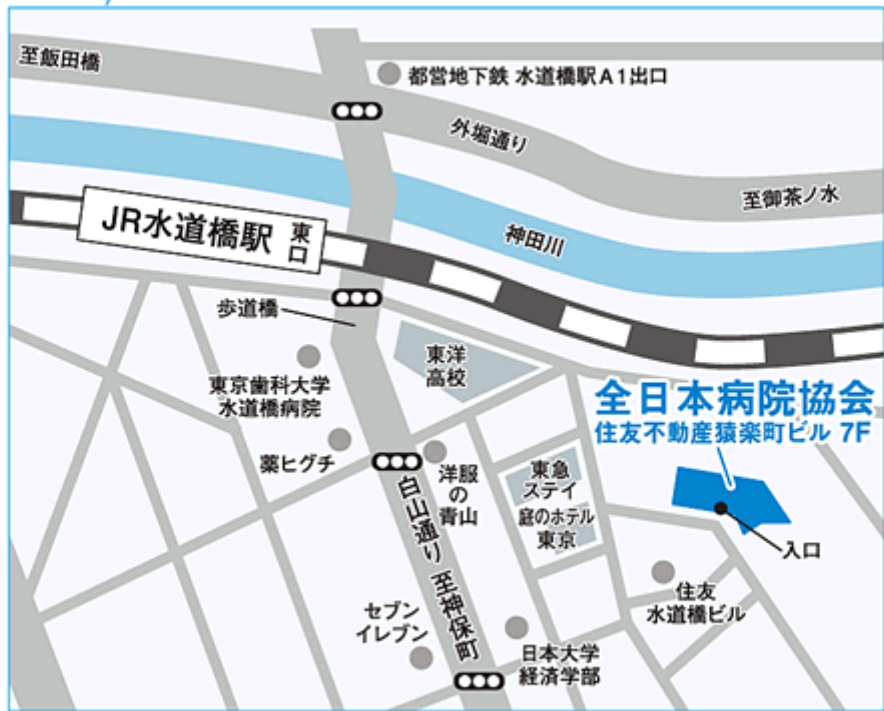 至飯田橋
都営地下鉄 水道橋駅A1出口
外堀通り
至御茶ノ水
JR水道橋駅 東口
神田川
歩道橋
東洋
高校
東京歯科大学
水道橋病院
全日本病院協会
住友不動産猿楽町ビル 7F
薬ヒグチ
洋服の青山
東急
ステイ
庭のホテル
東京
白山通り 至神保町
入口
住友
水道橋ビル
セブン
イレブン
日本大学
経済学部